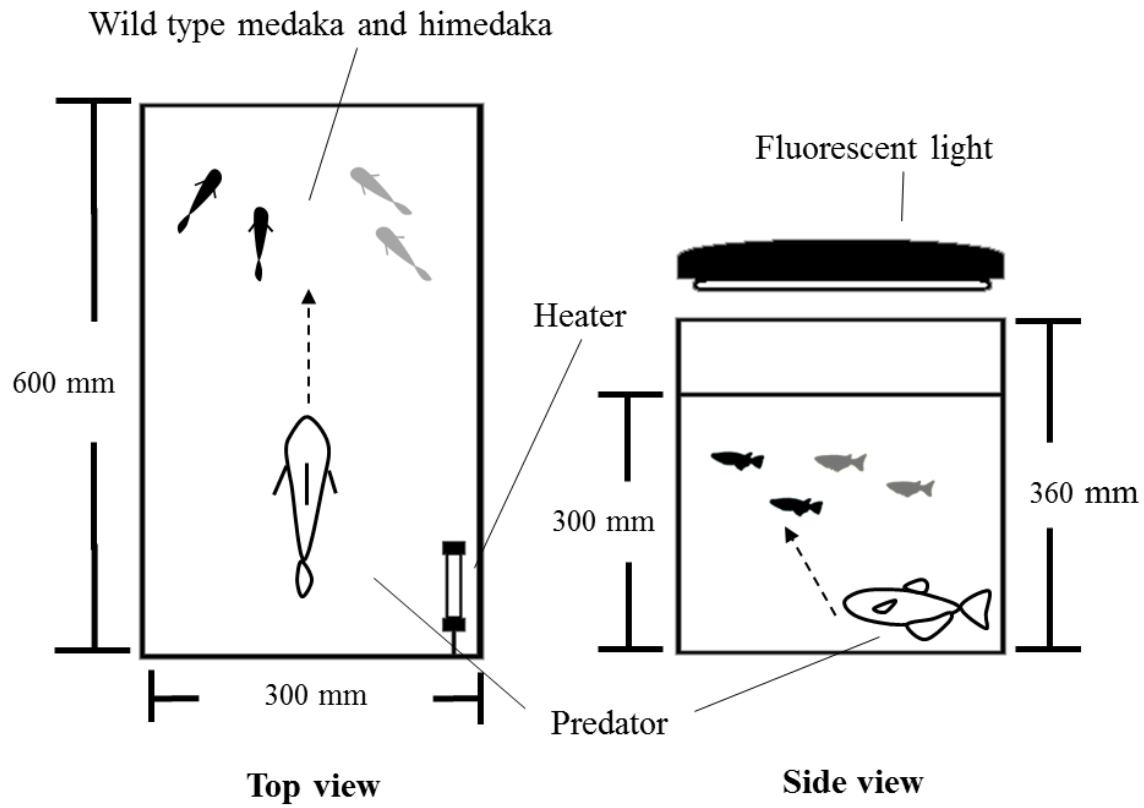 Wild type medaka and himedaka
Fluorescent light
Heater
600 mm
300 mm
360 mm
300 mm
Predator
Top view
Side view